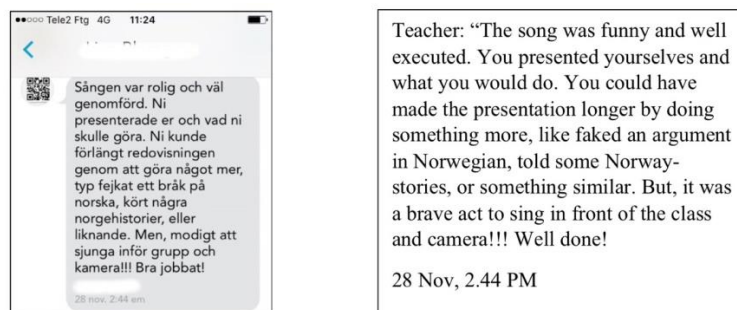 ●●○○○ Tele2 Ftg 4G 11:24
Sången var rolig och väl
genomförd. Ni
presenterade er och vad ni
skulle göra. Ni kunde
förlängt redovisningen
genom att göra något mer,
typ fejkat ett bråk på
norska, kört några
norgehistorier, eller
liknande. Men, modigt att
sjunga inför grupp och
kamera!!! Bra jobbat!
28 nov. 2:44 em
Teacher: “The song was funny and well
executed. You presented yourselves and
what you would do. You could have
made the presentation longer by doing
something more, like faked an argument
in Norwegian, told some Norway-
stories, or something similar. But, it was
a brave act to sing in front of the class
and camera!!! Well done!
28 Nov, 2.44 PM